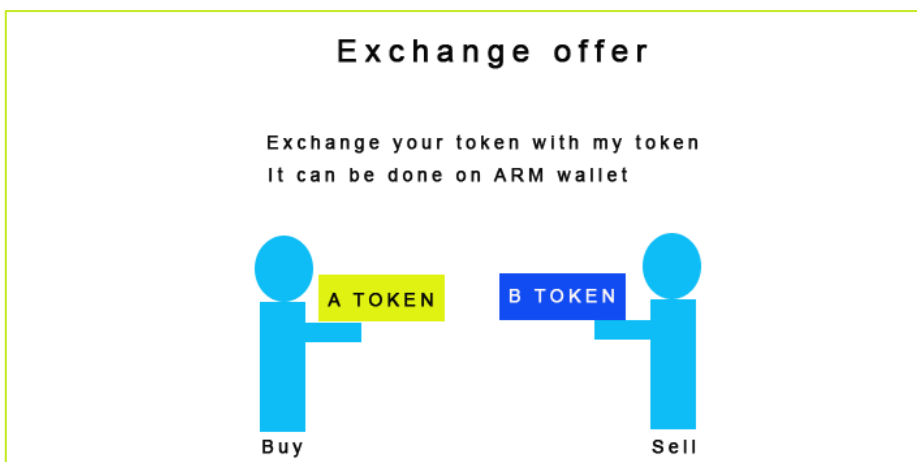 Exchange offer
Exchange your token with my token
It can be done on ARM wallet
A TOKEN
B TOKEN
Buy
Sell